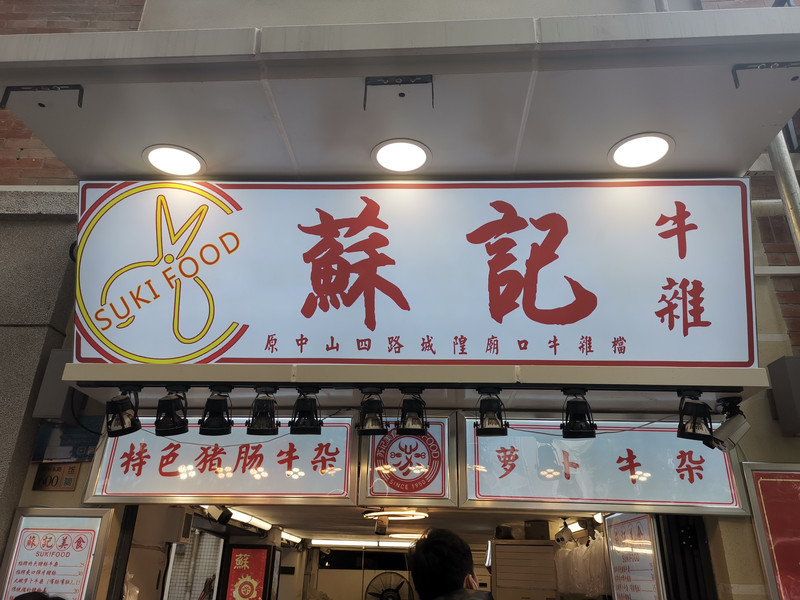 SUKI FOOD
蘇記
牛雜
原中山四路城隍廟口牛雜檔
特色猪肠牛杂
SINCE 1950
萝卜牛杂
蘇記美食
SUKIFOOD
蘇